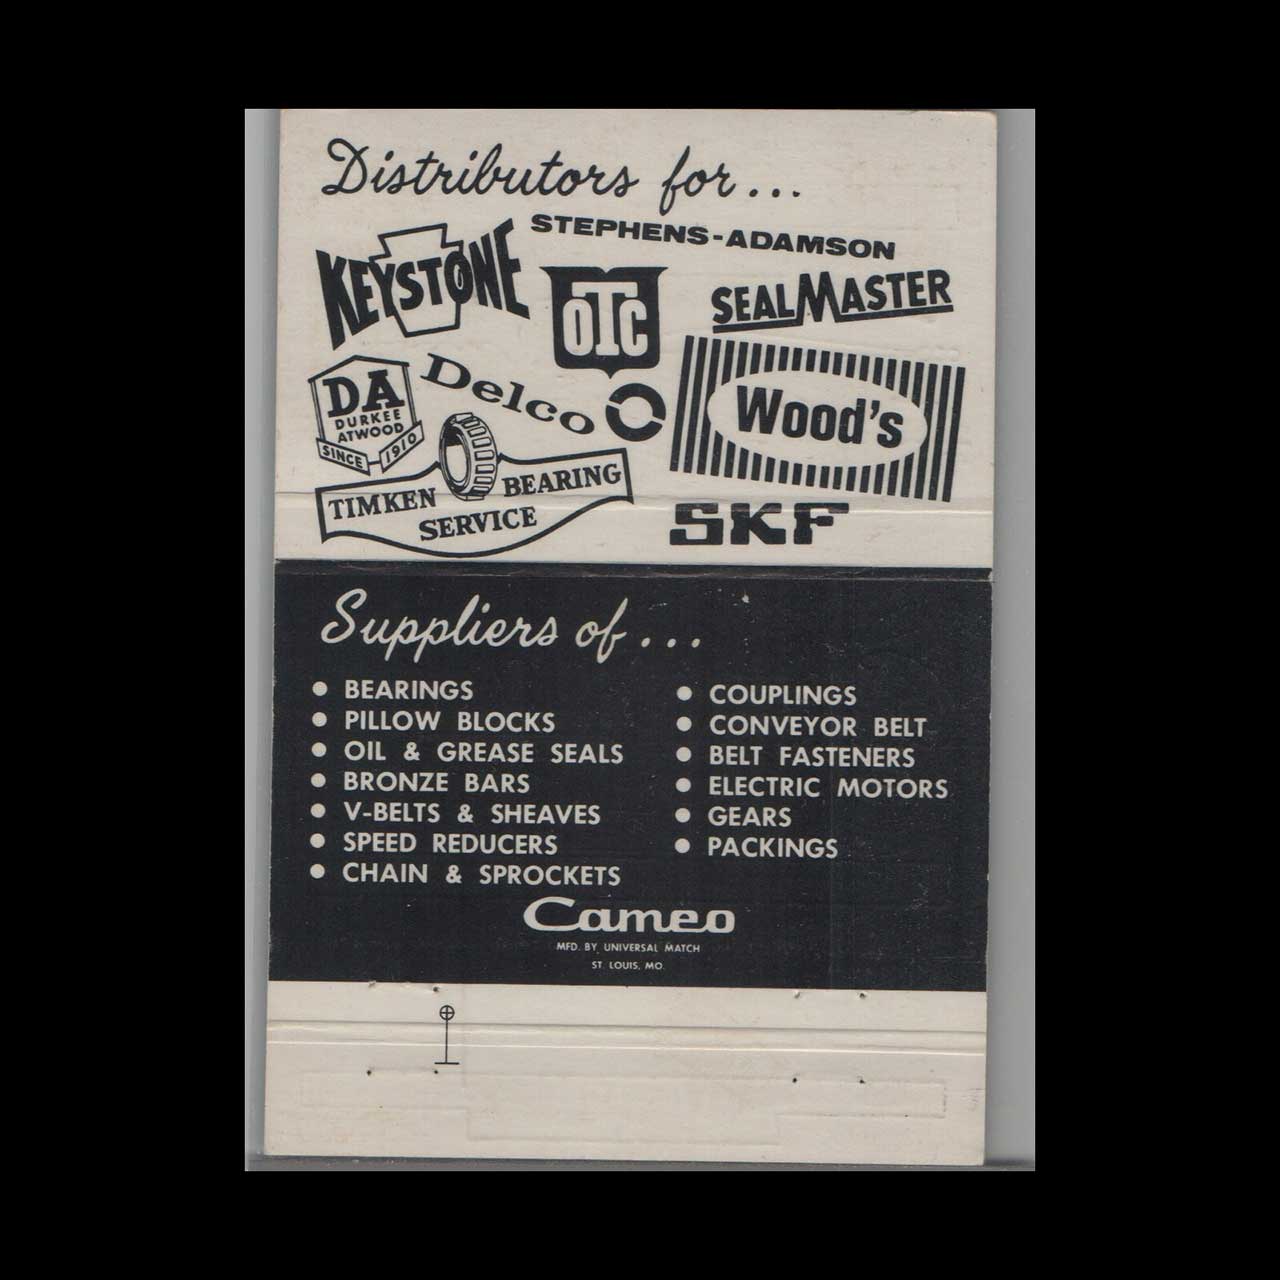 Distributors for...
STEPHENS-ADAMSON
KEYSTONE
OTC
SEALMASTER
DA
DURKEE
ATWOOD
SINCE 1910
Delco
Wood's
TIMKEN BEARING
SERVICE
SKF
Suppliers of...
● BEARINGS
● PILLOW BLOCKS
● OIL & GREASE SEALS
● BRONZE BARS
● V-BELTS & SHEAVES
● SPEED REDUCERS
● CHAIN & SPROCKETS
● COUPLINGS
● CONVEYOR BELT
● BELT FASTENERS
● ELECTRIC MOTORS
● GEARS
● PACKINGS
Cameo
MFD. BY UNIVERSAL MATCH
ST. LOUIS, MO.